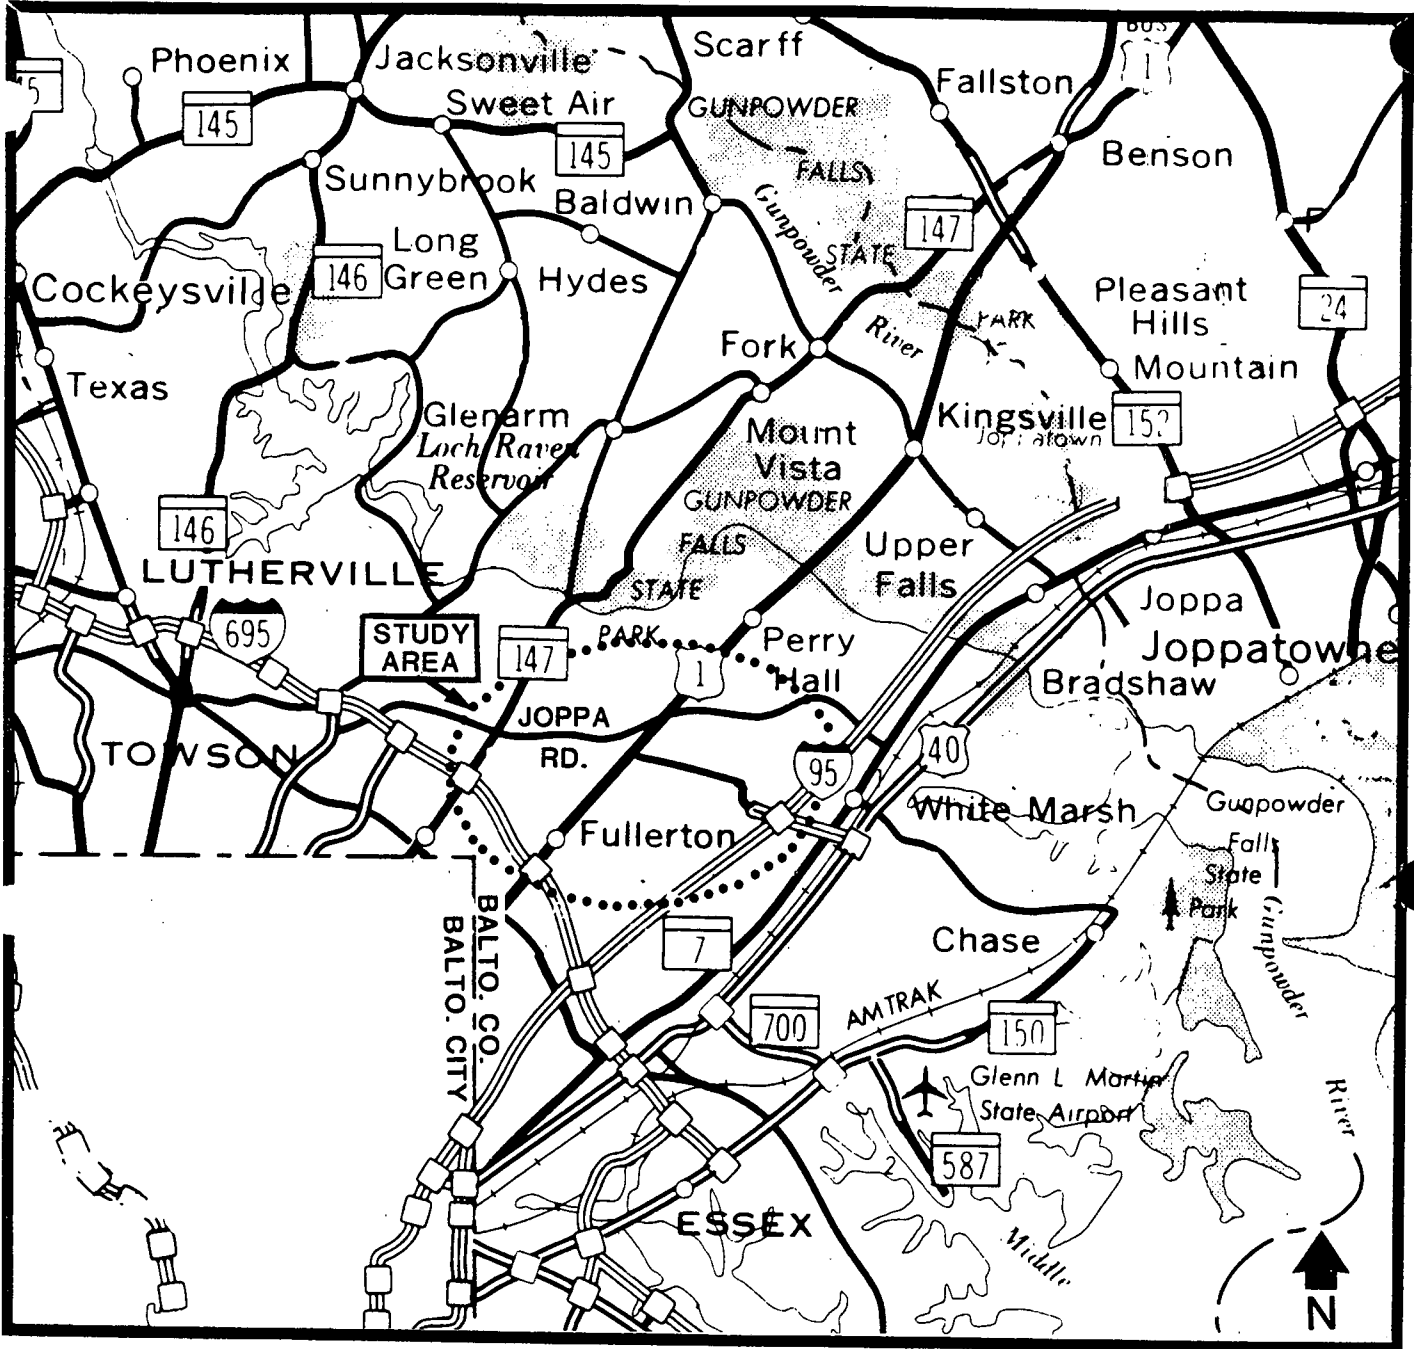 Phoenix
Jacksonville
Scarff
BUS
1
Fallston
145
Sweet Air
GUNPOWDER
145
Benson
Sunnybrook
FALLS
Baldwin
Gunpowder
147
Long
Green
146
Hydes
STATE
Cockeysville
Pleasant
Hills
24
PARK
River
Fork
Mountain
Texas
Glenarm
Kingsville
152
Loch Raven
Reservoir
Mount
Vista
GUNPOWDER
146
FALLS
Upper
Falls
LUTHERVILLE
STATE
Joppa
695
STUDY
AREA
147
PARK
Perry
Hall
1
Joppatowne
Bradshaw
JOPPA
RD.
TOWSON
95
40
White Marsh
Gunpowder
Falls
State
Park
Fullerton
BALTO. CO.
BALTO. CITY
7
Chase
Gunpowder
700
AMTRAK
150
Glenn L Martin
State Airport
River
587
ESSEX
Middle
N